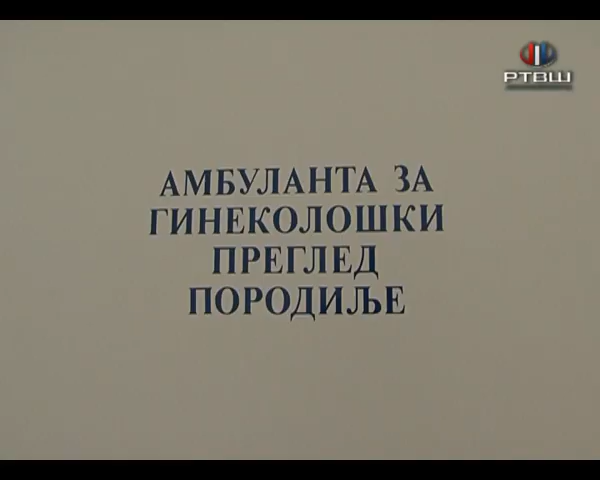 РТВШ
АМБУЛАНТА ЗА
ГИНЕКОЛОШКИ
ПРЕГЛЕД
ПОРОДИЉЕ